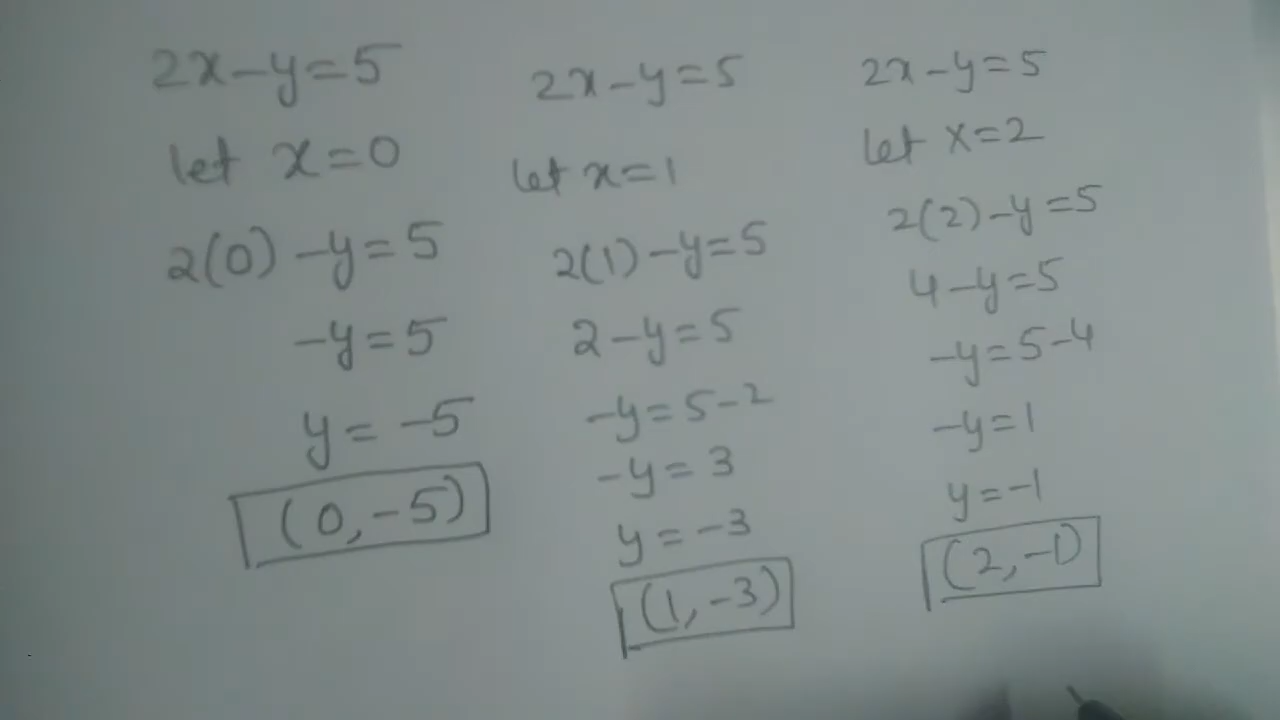 2x-y=5
let x=0
2(0)-y=5
-y=5
y=-5
(0,-5)
2x-y=5
let x=1
2(1)-y=5
2-y=5
-y=5-2
-y=3
y=-3
(1,-3)
2x-y=5
let x=2
2(2)-y=5
4-y=5
-y=5-4
-y=1
y=-1
(2,-1)